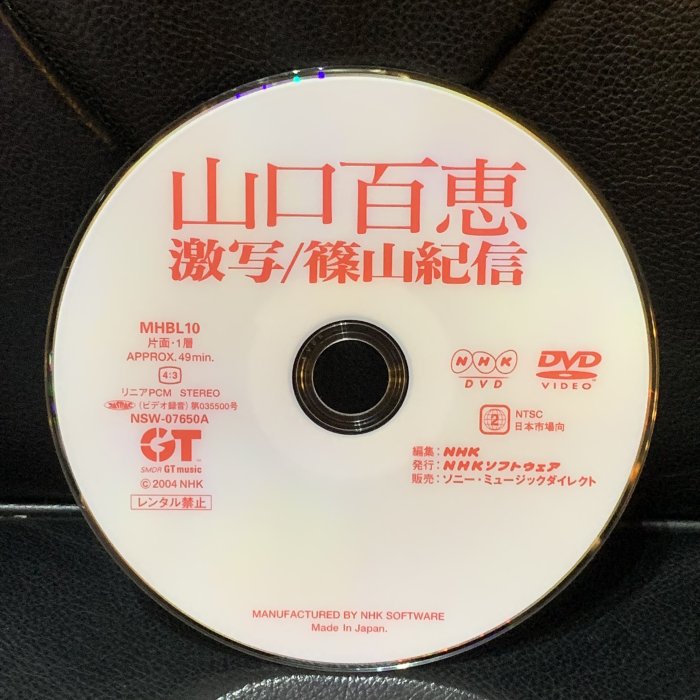 山口百恵
激写/篠山紀信
MHBL10
片面・1層
APPROX. 49min.
4:3
リニアPCM STEREO
(ビデオ録音) 第035500号
NSW-07650A
GT
SMDR GT music
©2004 NHK
レンタル禁止
NHK
DVD
DVD
VIDEO
2
NTSC
日本市場向
編集:NHK
発行:NHKソフトウェア
販売:ソニー・ミュージックダイレクト
MANUFACTURED BY NHK SOFTWARE
Made In Japan.